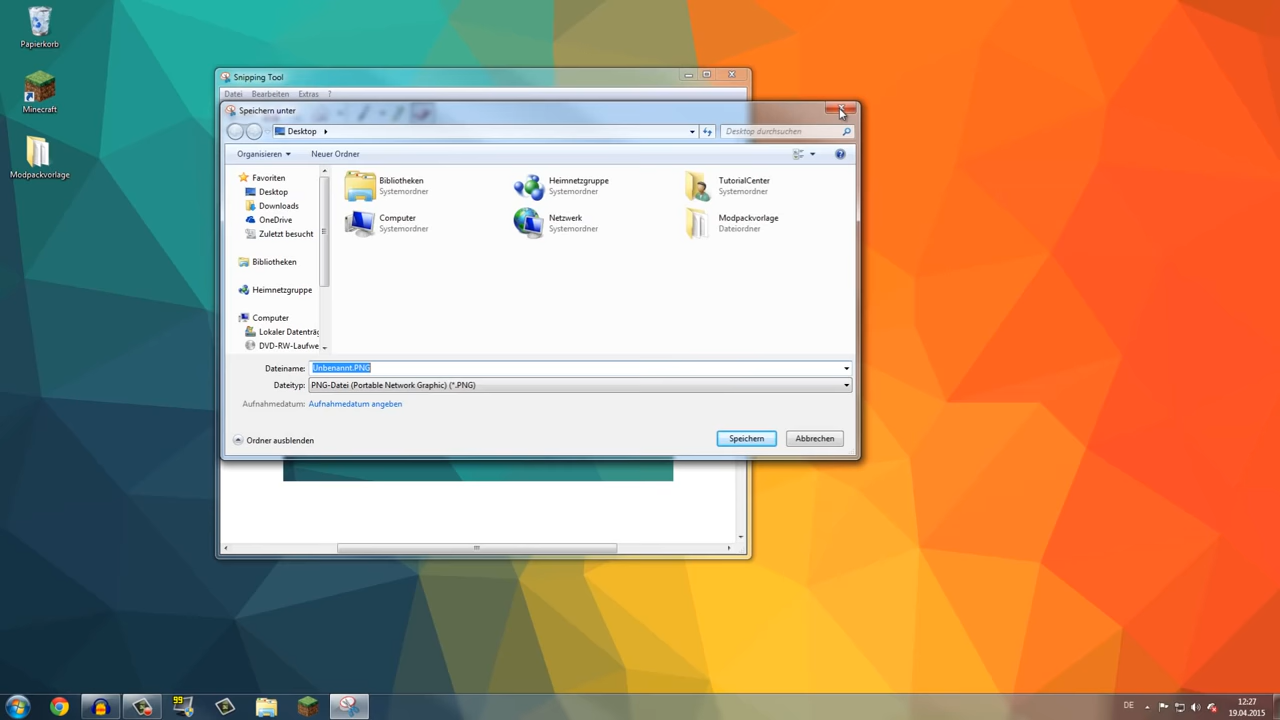 Papierkorb
Minecraft
Modpackvorlage
Snipping Tool
Datei Bearbeiten Extras ?
Speichern unter
Desktop
Desktop durchsuchen
Organisieren Neuer Ordner
Favoriten
Desktop
Downloads
OneDrive
Zuletzt besucht
Bibliotheken
Heimnetzgruppe
Computer
Lokaler Datenträ
DVD-RW-Laufwe
Bibliotheken
Systemordner
Heimnetzgruppe
Systemordner
TutorialCenter
Systemordner
Computer
Systemordner
Netzwerk
Systemordner
Modpackvorlage
Dateiordner
Dateiname: Unbenannt.PNG
Dateityp: PNG-Datei (Portable Network Graphic) (*.PNG)
Aufnahmedatum: Aufnahmedatum angeben
Ordner ausblenden
Speichern Abbrechen
99
DE
12:27
19.04.2015